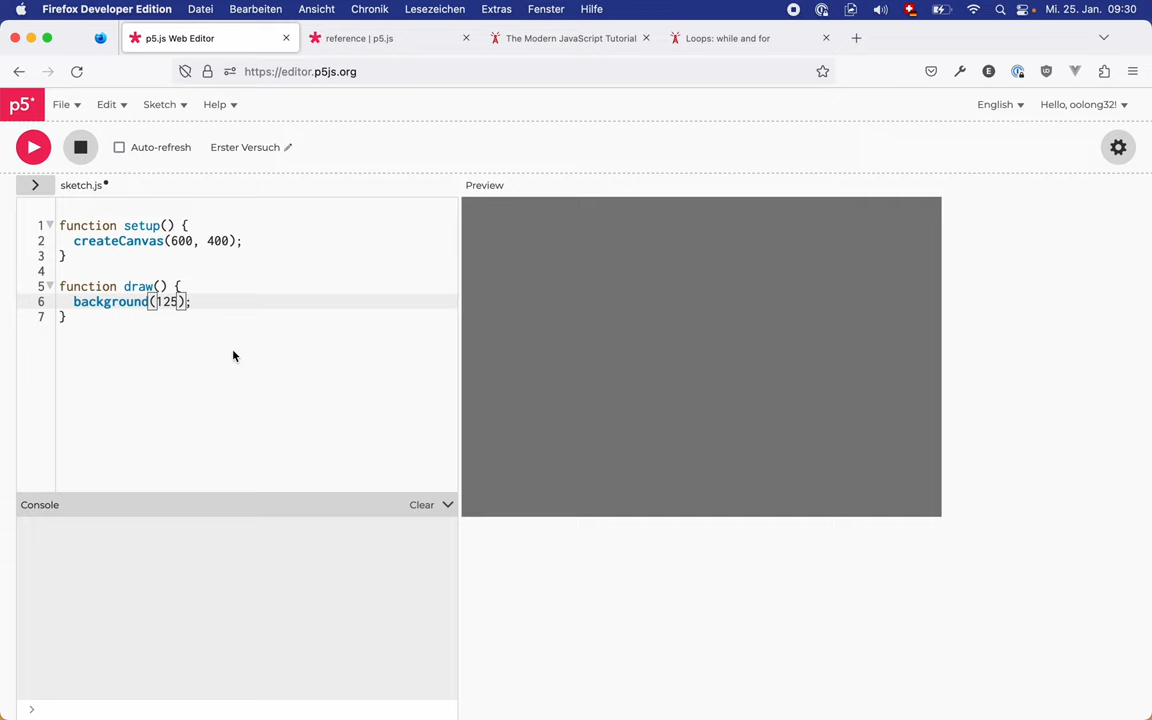 Firefox Developer Edition Datei Bearbeiten Ansicht Chronik Lesezeichen Extras Fenster Hilfe Mi. 25. Jan. 09:30
p5.js Web Editor reference | p5.js The Modern JavaScript Tutorial Loops: while and for
https://editor.p5js.org
p5* File Edit Sketch Help English Hello, oolong32!
Auto-refresh Erster Versuch
sketch.js Preview
1 function setup() {
2 createCanvas(600, 400);
3 }
4
5 function draw() {
6 background(125);
7 }
Console Clear